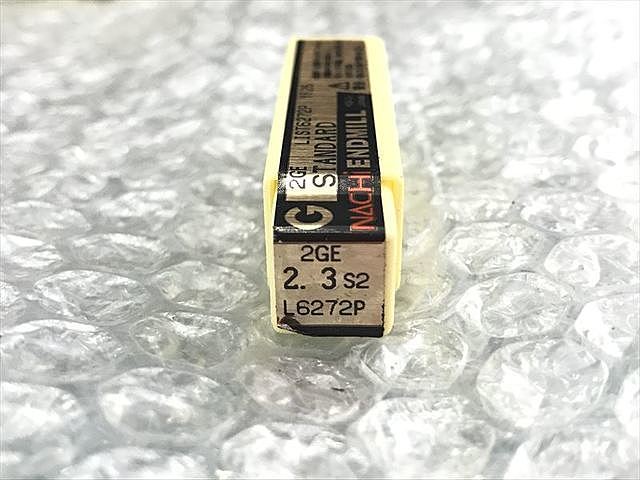 LIST6272P
2GE
STANDARD
G
NACHI ENDMILL
2GE
2.3 S2
L6272P